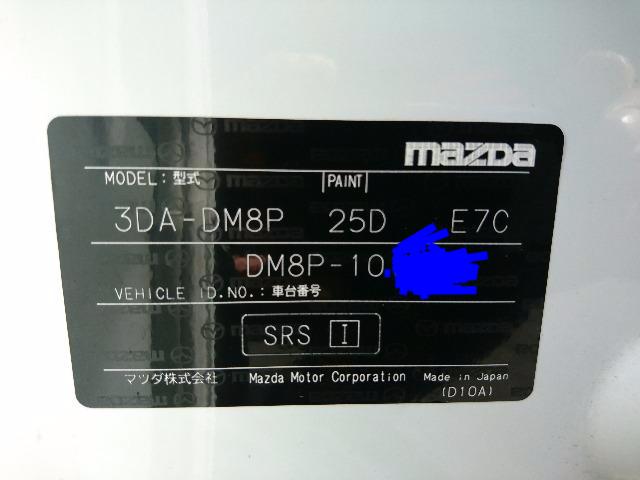 mazda
MODEL：型式 PAINT
3DA-DM8P 25D E7C
DM8P-10
VEHICLE ID.NO.：車台番号
SRS I
マツダ株式会社 Mazda Motor Corporation Made in Japan
(D10A)